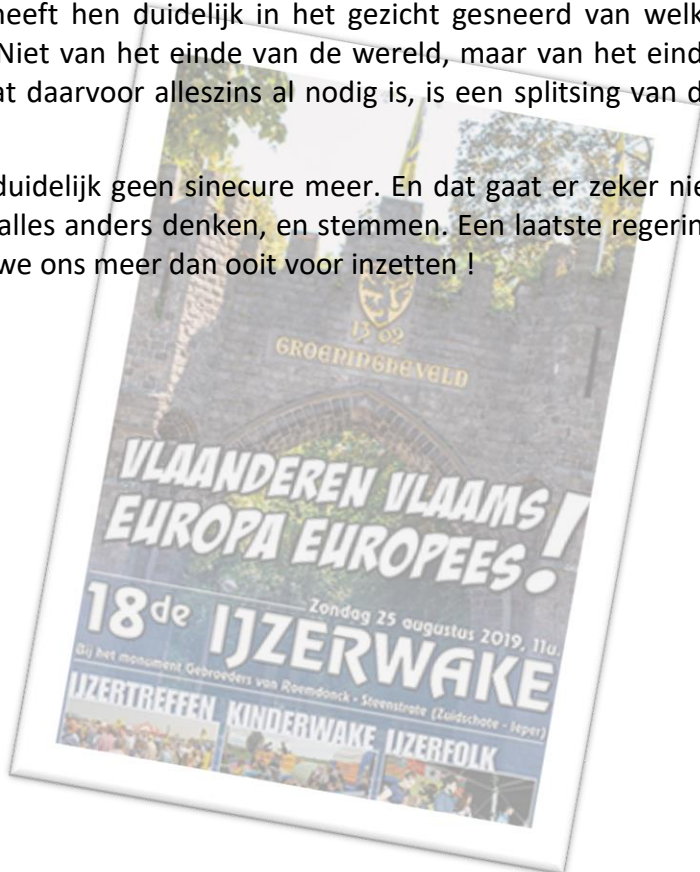 heeft hen duidelijk in het gezicht gesneerd van welk
Niet van het einde van de wereld, maar van het eind
at daarvoor alleszins al nodig is, is een splitsing van d
duidelijk geen sinecure meer. En dat gaat er zeker nie
alles anders denken, en stemmen. Een laatste regerin
we ons meer dan ooit voor inzetten !
1302
GROENINGHEVELD
VLAANDEREN VLAAMS!
EUROPA EUROPEES!
Zondag 25 augustus 2019, 11u.
18de IJZERWAKE
Bij het monument Gebroeders van Raemdonck - Steenstrate (Zuidschote - Ieper)
IJZERTREFFEN KINDERWAKE IJZERFOLK